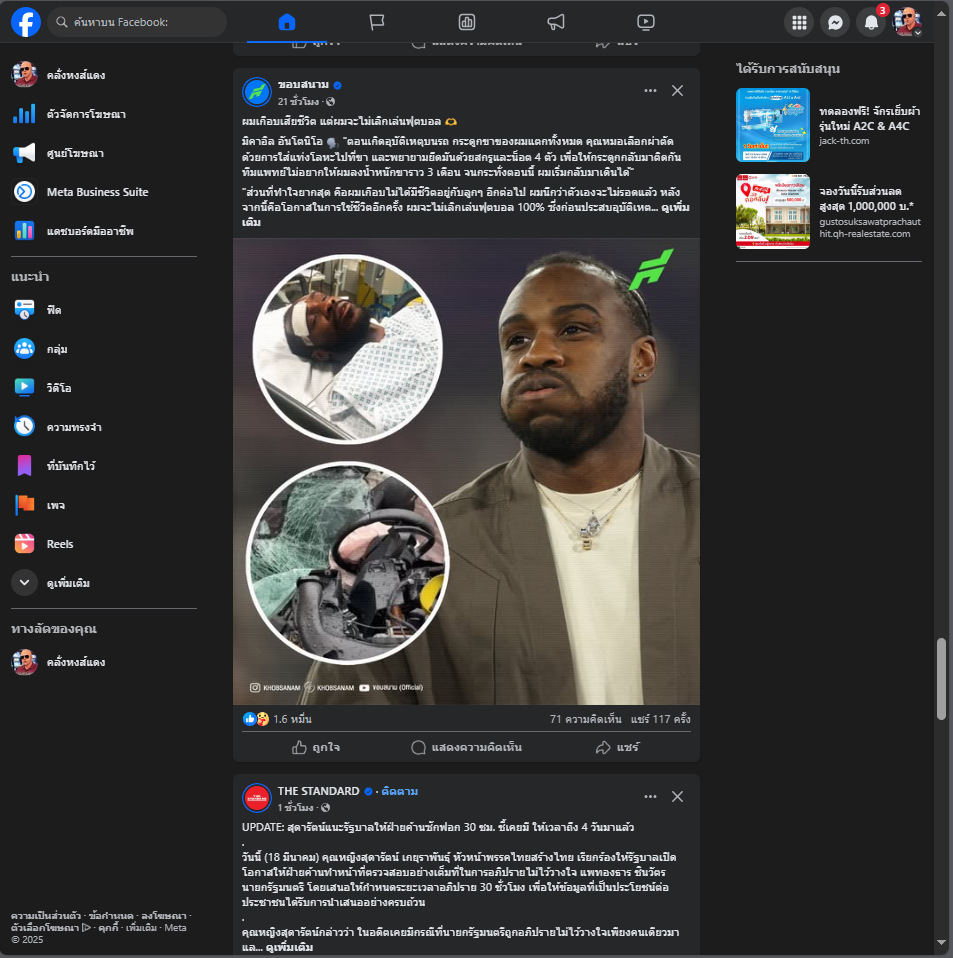 ค้นหาบน Facebook:
3
คลั่งหงส์แดง
ตัวจัดการโฆษณา
ศูนย์โฆษณา
Meta Business Suite
แดชบอร์ดมืออาชีพ
แนะนำ
ฟีด
กลุ่ม
วิดีโอ
ความทรงจำ
ที่บันทึกไว้
เพจ
Reels
ดูเพิ่มเติม
ทางลัดของคุณ
คลั่งหงส์แดง
ความเป็นส่วนตัว · ข้อกำหนด · ลงโฆษณา ·
ตัวเลือกโฆษณา · คุกกี้ · เพิ่มเติม · Meta
© 2025
ถูกใจ
แสดงความคิดเห็น
แชร์
ขอบสนาม
21 ชั่วโมง ·
ผมเกือบเสียชีวิต แต่ผมจะไม่เลิกเล่นฟุตบอล 🫶
มิคาอิล อันโตนิโอ 🗣️ "ตอนเกิดอุบัติเหตุบนรถ กระดูกขาของผมแตกทั้งหมด คุณหมอเลือกผ่าตัด
ด้วยการใส่แท่งโลหะไปที่ขา และพยายามยึดมันด้วยสกรูและน็อต 4 ตัว เพื่อให้กระดูกกลับมาติดกัน
ทีมแพทย์ไม่อยากให้ผมลงน้ำหนักขาราว 3 เดือน จนกระทั่งตอนนี้ ผมเริ่มกลับมาเดินได้"
"ส่วนที่ทำใจยากสุด คือผมเกือบไม่ได้มีชีวิตอยู่กับลูกๆ อีกต่อไป ผมนึกว่าตัวเองจะไม่รอดแล้ว หลัง
จากนี้คือโอกาสในการใช้ชีวิตอีกครั้ง ผมจะไม่เลิกเล่นฟุตบอล 100% ซึ่งก่อนประสบอุบัติเหต... ดูเพิ่ม
เติม
KHOBSANAM KHOBSANAM ขอบสนาม (Official)
1.6 หมื่น
71 ความคิดเห็น แชร์ 117 ครั้ง
ถูกใจ
แสดงความคิดเห็น
แชร์
THE STANDARD · ติดตาม
1 ชั่วโมง ·
UPDATE: สุดารัตน์แนะรัฐบาลให้ฝ่ายค้านซักฟอก 30 ชม. ชี้เคยมี ให้เวลาถึง 4 วันมาแล้ว
.
วันนี้ (18 มีนาคม) คุณหญิงสุดารัตน์ เกยุราพันธุ์ หัวหน้าพรรคไทยสร้างไทย เรียกร้องให้รัฐบาลเปิด
โอกาสให้ฝ่ายค้านทำหน้าที่ตรวจสอบอย่างเต็มที่ในการอภิปรายไม่ไว้วางใจ แพทองธาร ชินวัตร
นายกรัฐมนตรี โดยเสนอให้กำหนดระยะเวลาอภิปราย 30 ชั่วโมง เพื่อให้ข้อมูลที่เป็นประโยชน์ต่อ
ประชาชนได้รับการนำเสนออย่างครบถ้วน
.
คุณหญิงสุดารัตน์กล่าวว่า ในอดีตเคยมีกรณีที่นายกรัฐมนตรีถูกอภิปรายไม่ไว้วางใจเพียงคนเดียวมา
แล... ดูเพิ่มเติม
ได้รับการสนับสนุน
ทดลองฟรี! จักรเย็บผ้า
รุ่นใหม่ A2C & A4C
jack-th.com
จองวันนี้รับส่วนลด
สูงสุด 1,000,000 บ.*
gustosuksawatprachaut
hit.qh-realestate.com